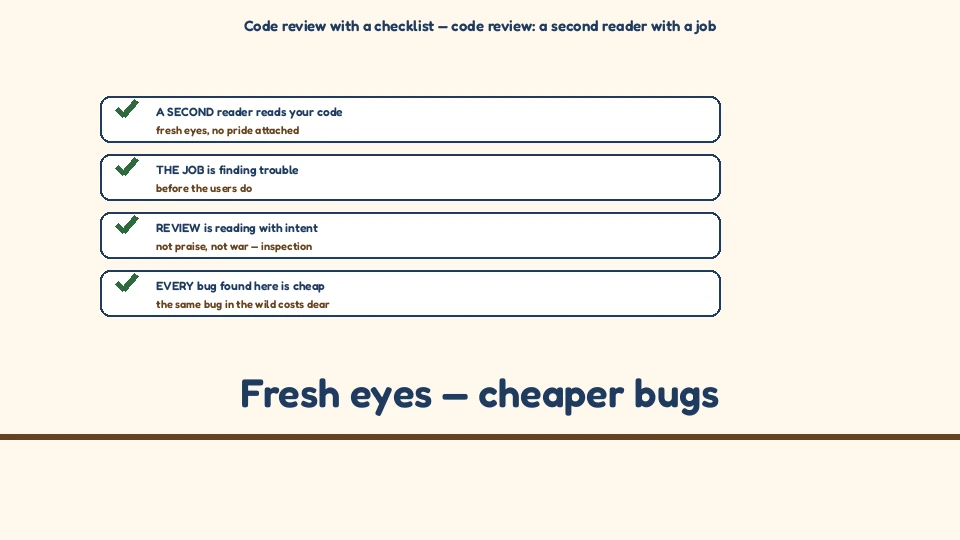 Code review with a checklist — code review: a second reader with a job
A SECOND reader reads your code
fresh eyes, no pride attached
THE JOB is finding trouble
before the users do
REVIEW is reading with intent
not praise, not war — inspection
EVERY bug found here is cheap
the same bug in the wild costs dear
Fresh eyes — cheaper bugs